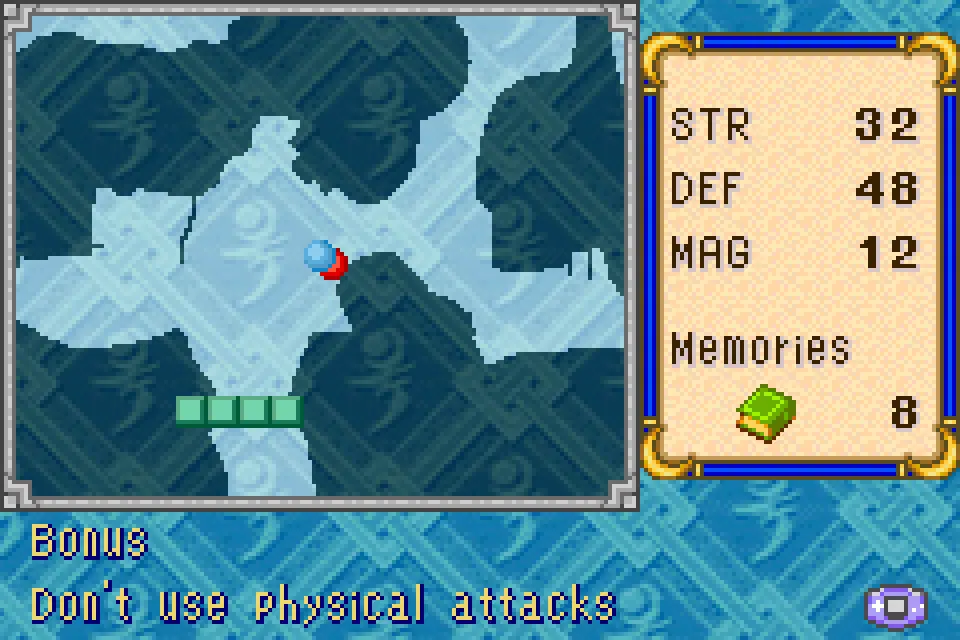 STR 32
DEF 48
MAG 12
Memories
8
Bonus
Don't use physical attacks